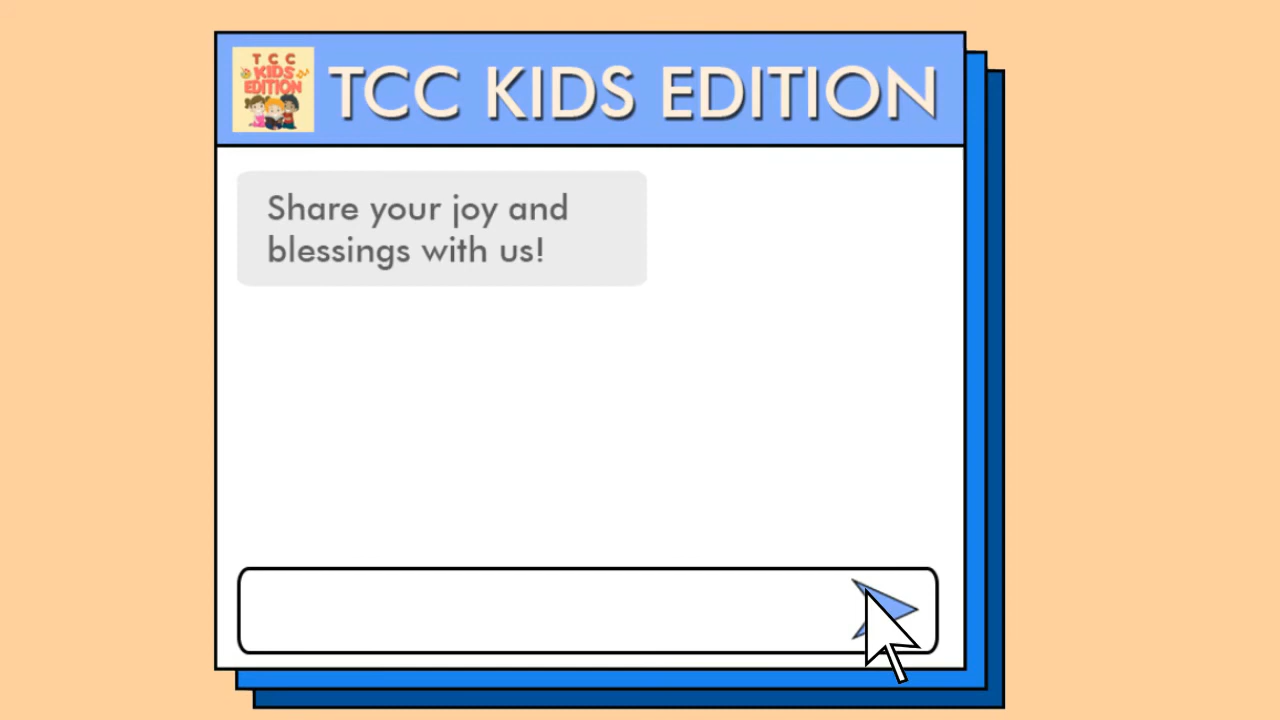 T C C
KIDS
EDITION
TCC KIDS EDITION
Share your joy and
blessings with us!